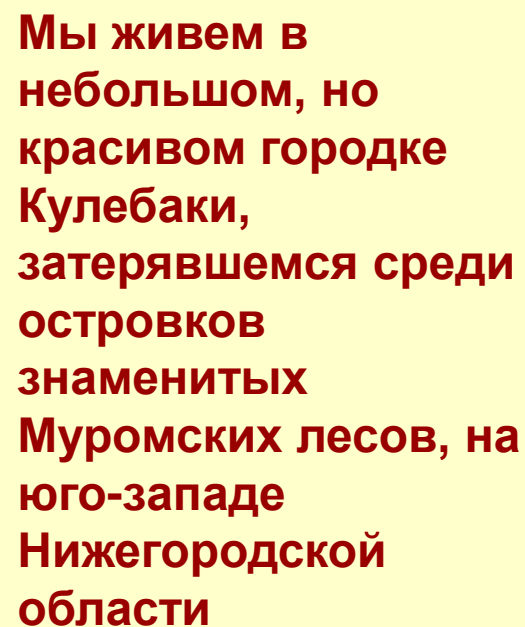 Мы живем в
небольшом, но
красивом городке
Кулебаки,
затерявшемся среди
островков
знаменитых
Муромских лесов, на
юго-западе
Нижегородской
области